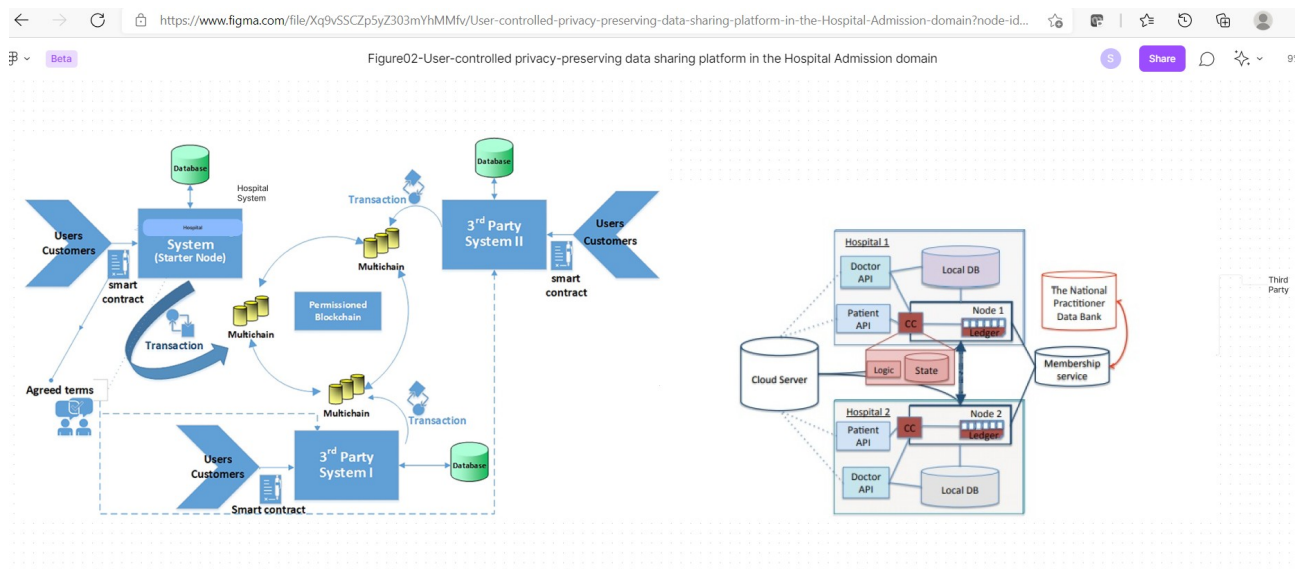 https://www.figma.com/file/Xq9vSSCZp5yZ303mYhMMfv/User-controlled-privacy-preserving-data-sharing-platform-in-the-Hospital-Admission-domain?node-id...
Beta
Figure02-User-controlled privacy-preserving data sharing platform in the Hospital Admission domain
S
Share
Database
Hospital
System
Users
Customers
Hospital
System
(Starter Node)
smart
contract
Transaction
Agreed terms
Multichain
Permissioned
Blockchain
Multichain
Multichain
Transaction
Database
3rd Party
System II
Users
Customers
smart
contract
Transaction
Users
Customers
Smart contract
3rd Party
System I
Database
Cloud Server
Hospital 1
Doctor
API
Patient
API
Local DB
CC
Node 1
Ledger
Logic
State
Hospital 2
Patient
API
Doctor
API
CC
Node 2
Ledger
Local DB
The National
Practitioner
Data Bank
Membership
service
Third
Party